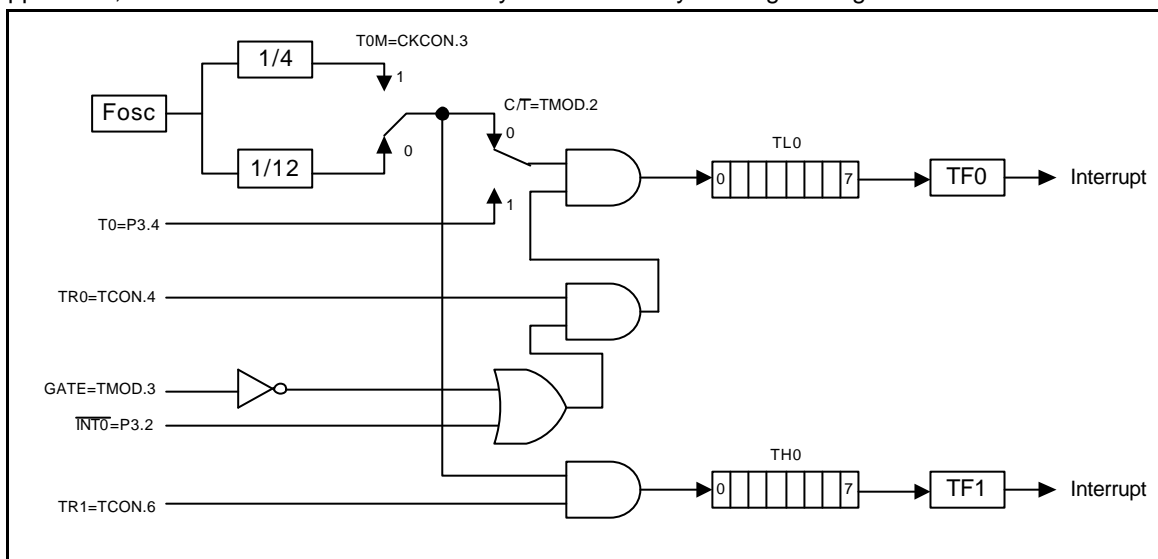 T0M=CKCON.3
1/4
1
Fosc
C/T=TMOD.2
0
0
1/12
TL0
0 7
TF0
Interrupt
1
T0=P3.4
TR0=TCON.4
GATE=TMOD.3
INT0=P3.2
TH0
0 7
TF1
Interrupt
TR1=TCON.6